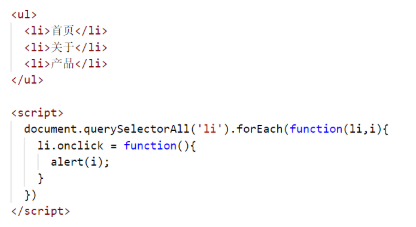 <ul>
  <li>首页</li>
  <li>关于</li>
  <li>产品</li>
</ul>

<script>
  document.querySelectorAll('li').forEach(function(li,i){
    li.onclick = function(){
      alert(i);
    }
  })
</script>